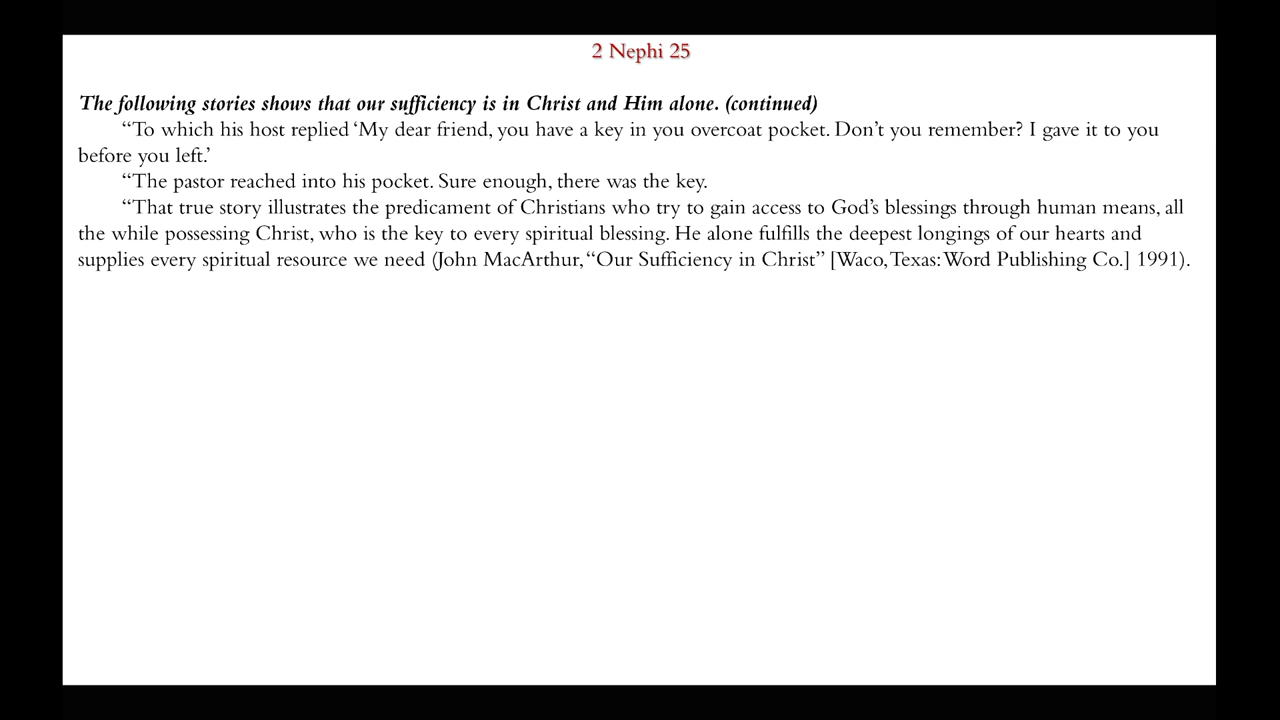 2 Nephi 25
The following stories shows that our sufficiency is in Christ and Him alone. (continued)
“To which his host replied ‘My dear friend, you have a key in you overcoat pocket. Don’t you remember? I gave it to you
before you left.’
“The pastor reached into his pocket. Sure enough, there was the key.
“That true story illustrates the predicament of Christians who try to gain access to God’s blessings through human means, all
the while possessing Christ, who is the key to every spiritual blessing. He alone fulfills the deepest longings of our hearts and
supplies every spiritual resource we need (John MacArthur, “Our Sufficiency in Christ” [Waco, Texas: Word Publishing Co.] 1991).